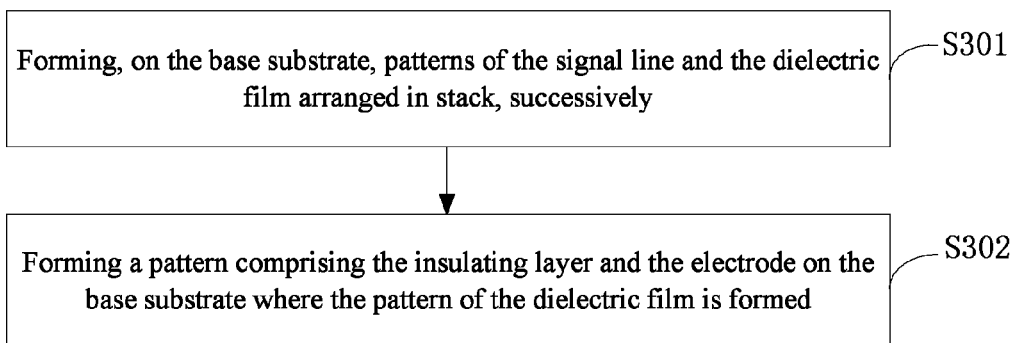 Forming, on the base substrate, patterns of the signal line and the dielectric
film arranged in stack, successively
S301
Forming a pattern comprising the insulating layer and the electrode on the
base substrate where the pattern of the dielectric film is formed
S302